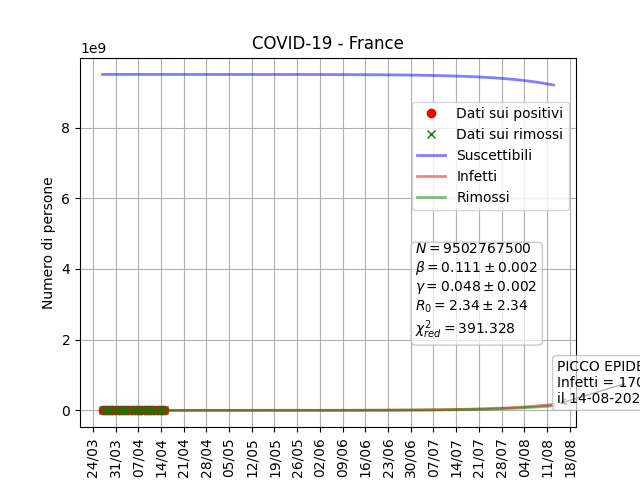 COVID-19 - France
1e9
8
6
4
2
0
Numero di persone
Dati sui positivi
Dati sui rimossi
Suscettibili
Infetti
Rimossi
N = 9502767500
β = 0.111 ± 0.002
γ = 0.048 ± 0.002
R₀ = 2.34 ± 2.34
χ²red = 391.328
PICCO EPIDE
Infetti = 170
il 14-08-202
24/03
31/03
07/04
14/04
21/04
28/04
05/05
12/05
19/05
26/05
02/06
09/06
16/06
23/06
30/06
07/07
14/07
21/07
28/07
04/08
11/08
18/08